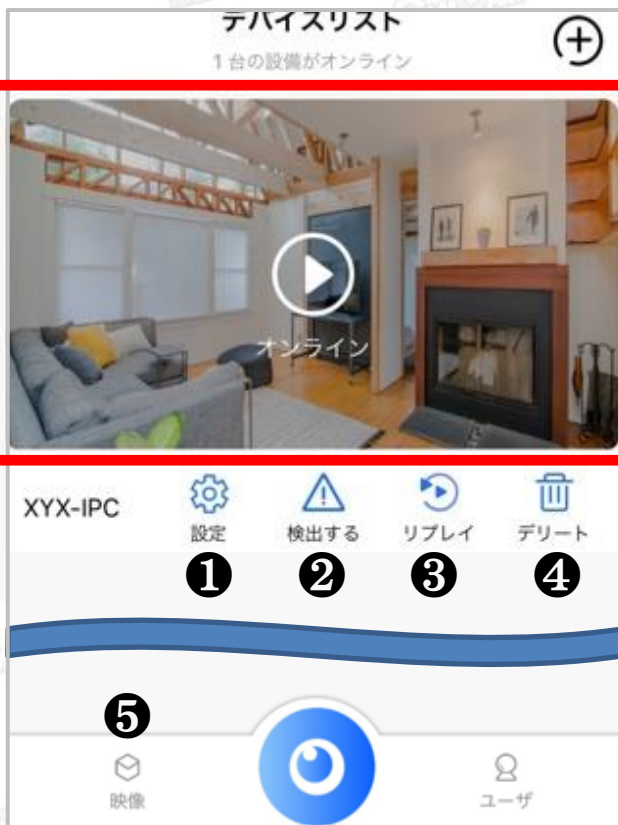 デバイスリスト
1台の設備がオンライン
オンライン
XYX-IPC
設定
検出する
リプレイ
デリート
❶
❷
❸
❹
❺
映像
ユーザ